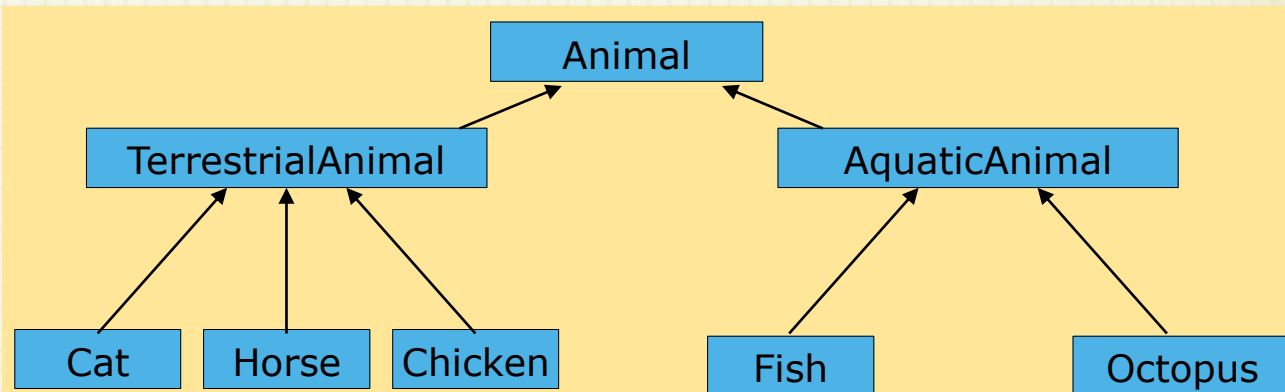 Animal
TerrestrialAnimal
AquaticAnimal
Cat
Horse
Chicken
Fish
Octopus